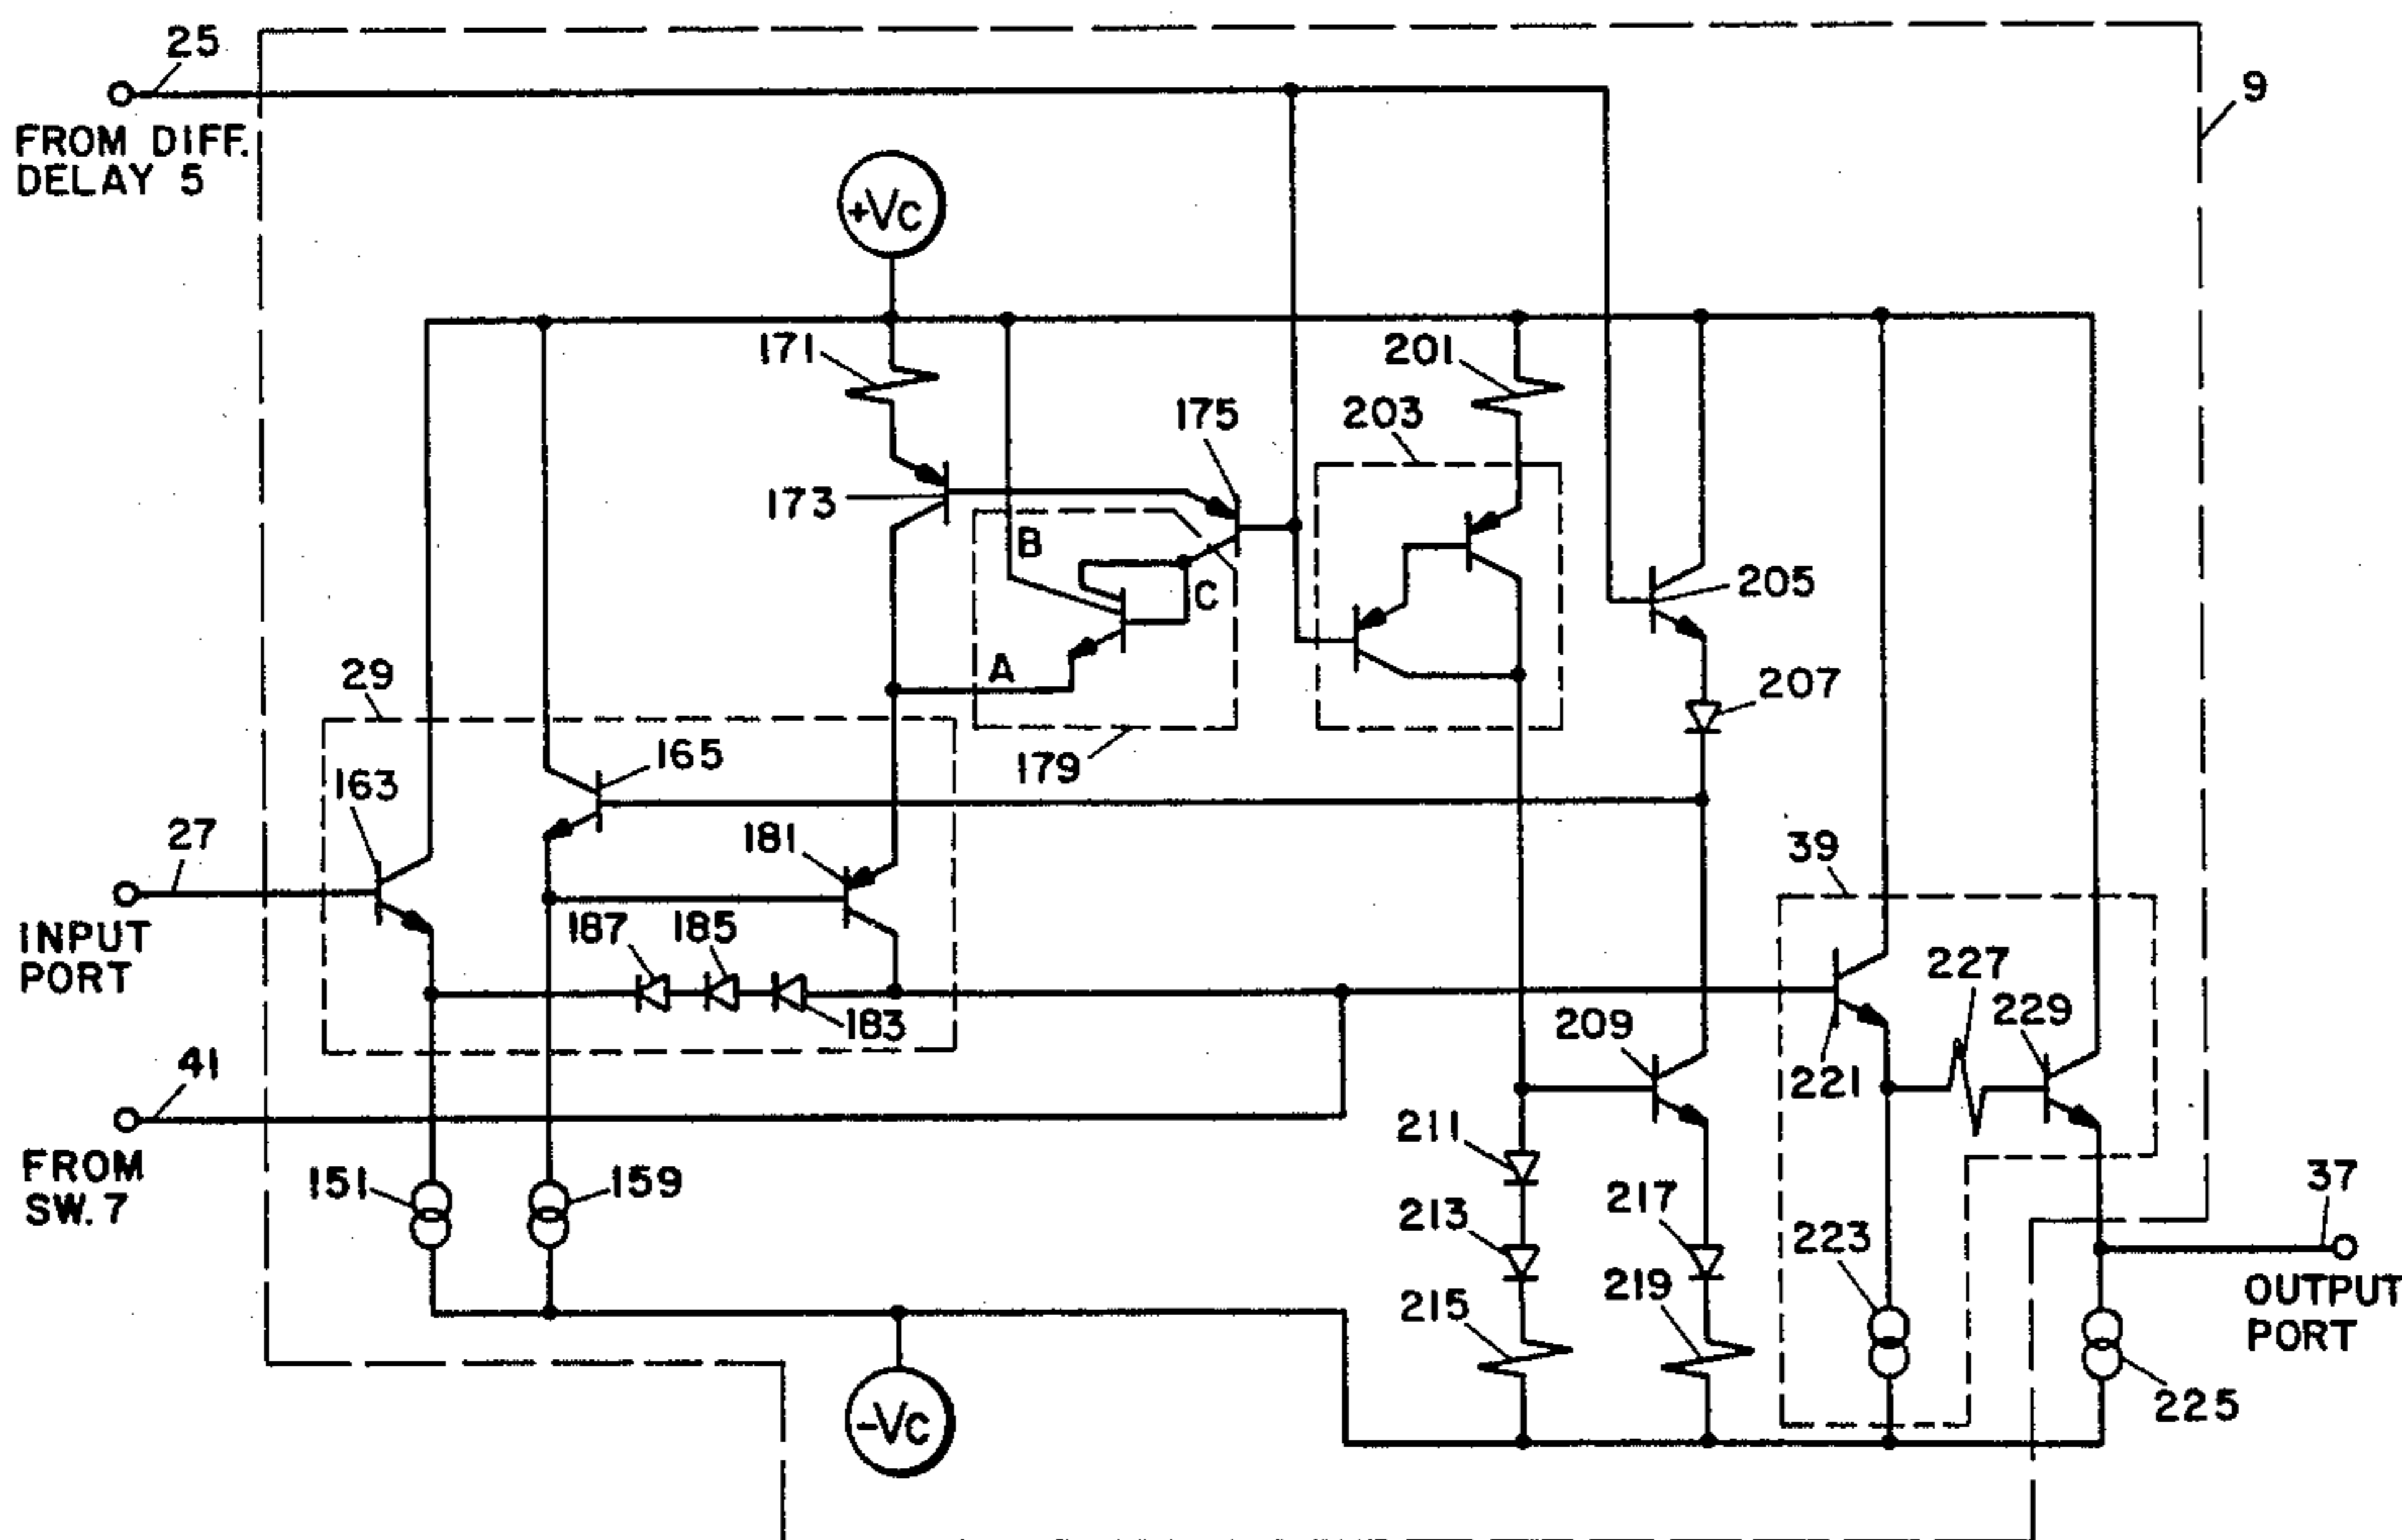 25
9
FROM DIFF.
DELAY 5
+VC
171
201
175
203
173
B
C
205
A
29
207
179
165
163
181
27
39
187
185
227
INPUT
PORT
183
209
229
41
221
211
FROM
SW. 7
151
159
37
217
213
223
219
215
OUTPUT
PORT
-VC
225